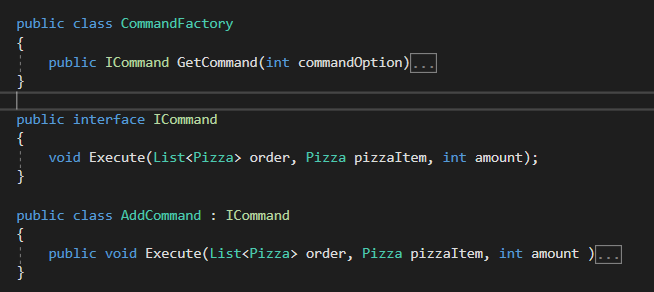 public class CommandFactory
{
public ICommand GetCommand(int commandOption)...
}
public interface ICommand
{
void Execute(List<Pizza> order, Pizza pizzaItem, int amount);
}
public class AddCommand : ICommand
{
public void Execute(List<Pizza> order, Pizza pizzaItem, int amount )...
}